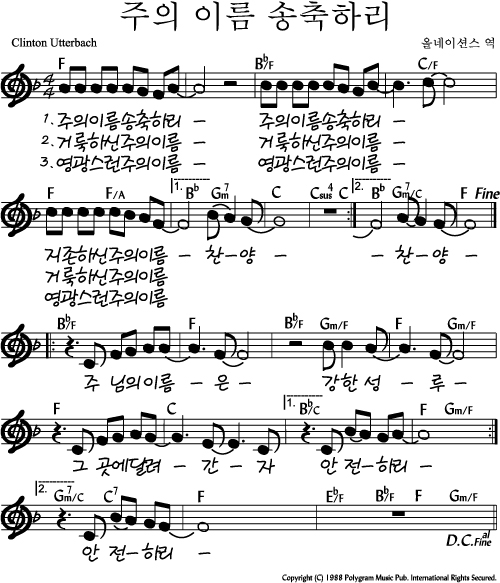 주의 이름 송축하리
Clinton Utterbach 올네이션스 역
F B♭/F C/F
4/4
1. 주의이름송축하리 - 주의이름송축하리 -
2. 거룩하신주의이름 - 거룩하신주의이름 -
3. 영광스런주의이름 - 영광스런주의이름 -
F F/A 1. B♭ Gm7 C Csus4 C 2. B♭ Gm7/C F Fine
지존하신주의이름 - 찬 - 양 - - 찬 - 양 -
거룩하신주의이름
영광스런주의이름
B♭/F F B♭/F Gm/F F Gm/F
주 님의이름 - 은 - 강한 성 - 루 -
F C 1. B♭/C F Gm/F
그 곳에달려 - 간 - 자 안 전 - 하리 -
2. Gm7/C C7 F E♭/F B♭/F F Gm/F
안 전 - 하리 - D.C. al Fine
Copyright (C) 1988 Polygram Music Pub. International Rights Secured.